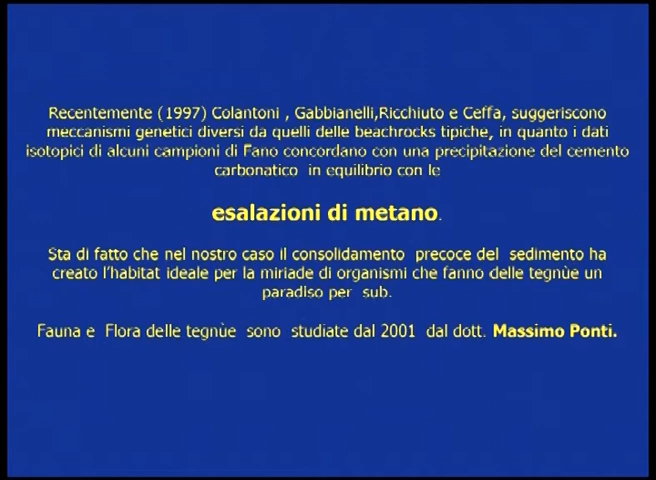 Recentemente (1997) Colantoni , Gabbianelli,Ricchiuto e Ceffa, suggeriscono
meccanismi genetici diversi da quelli delle beachrocks tipiche, in quanto i dati
isotopici di alcuni campioni di Fano concordano con una precipitazione del cemento
carbonatico in equilibrio con le
esalazioni di metano.
Sta di fatto che nel nostro caso il consolidamento precoce del sedimento ha
creato l'habitat ideale per la miriade di organismi che fanno delle tegnùe un
paradiso per sub.
Fauna e Flora delle tegnùe sono studiate dal 2001 dal dott. Massimo Ponti.